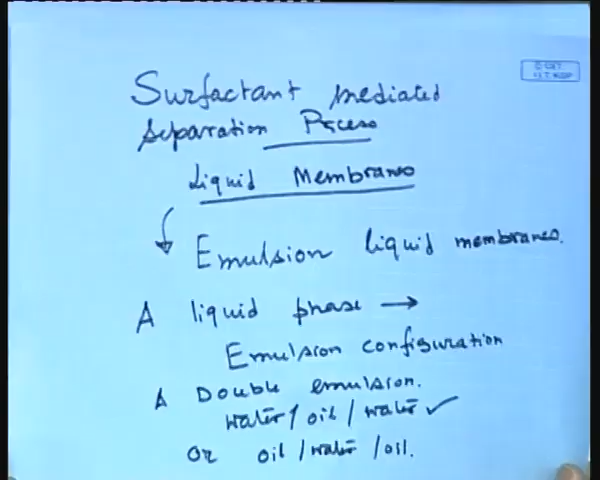 Surfactant mediated
Separation Process
Liquid Membranes
Emulsion liquid membranes.
A liquid phase →
Emulsion configuration
A Double emulsion.
water / oil / water ✓
Or oil / water / oil.